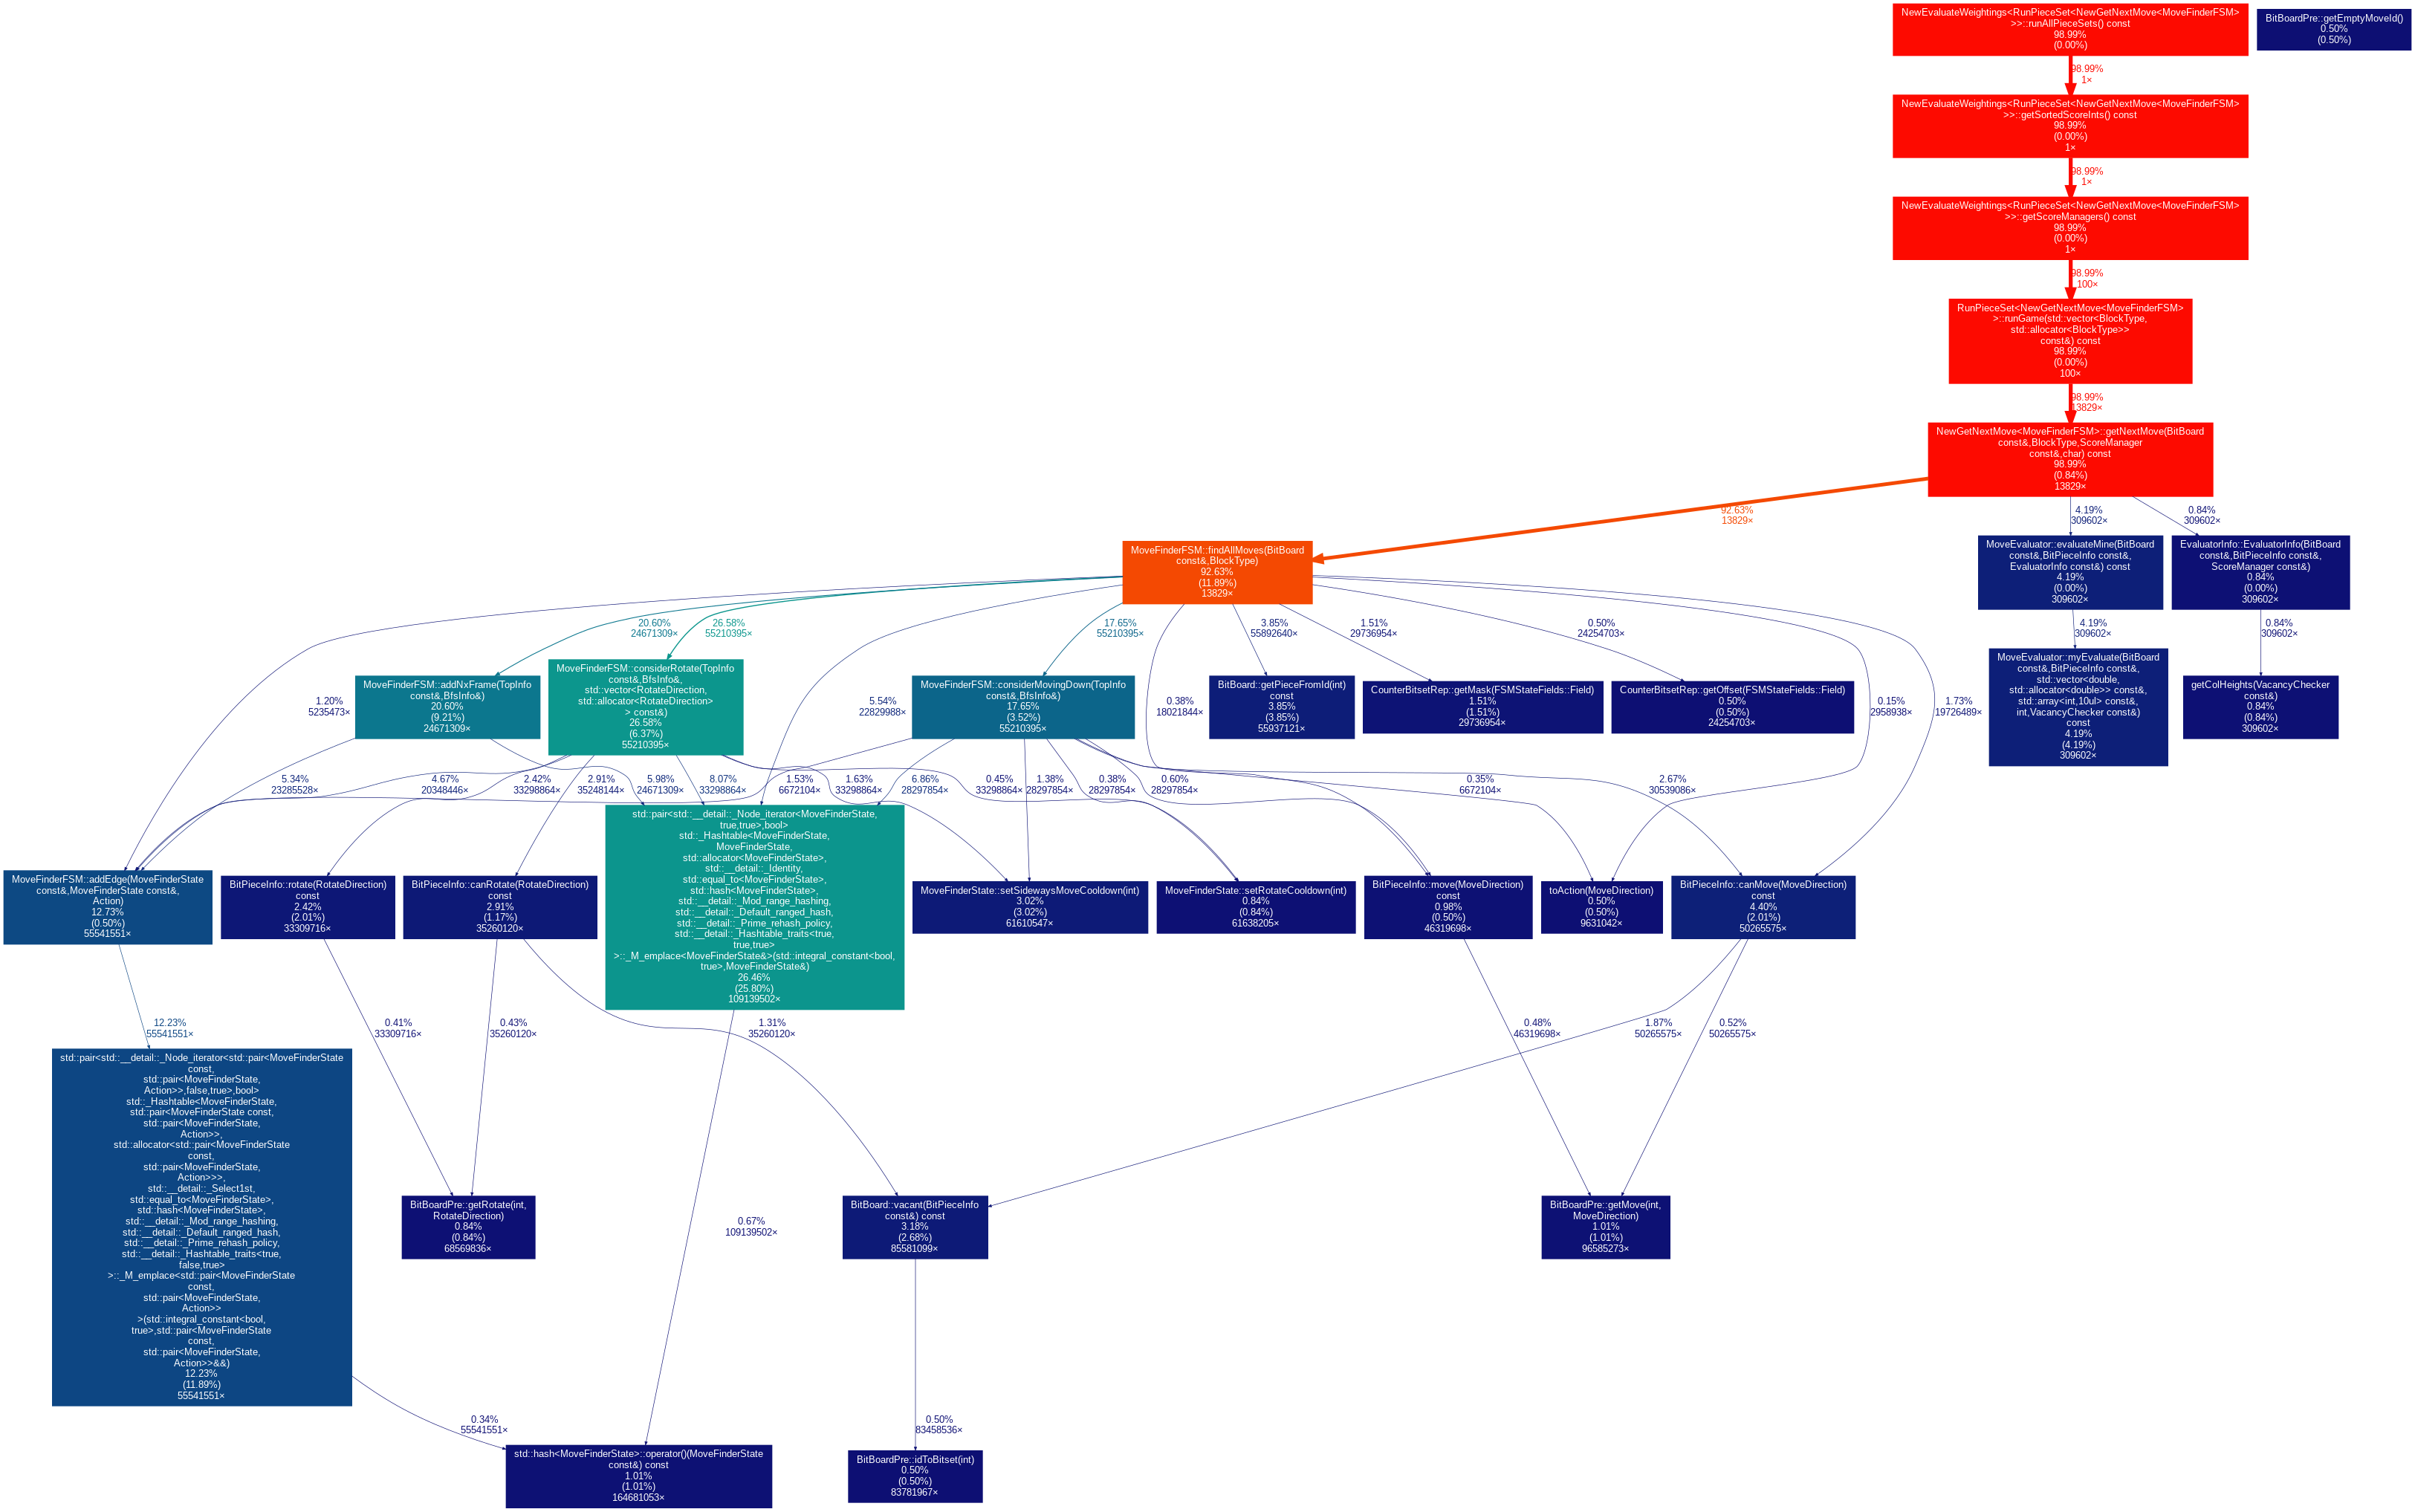 NewEvaluateWeightings<RunPieceSet<NewGetNextMove<MoveFinderFSM>
>>::runAllPieceSets() const
98.99%
(0.00%)
BitBoardPre::getEmptyMoveId()
0.50%
(0.50%)
98.99%
1×
NewEvaluateWeightings<RunPieceSet<NewGetNextMove<MoveFinderFSM>
>>::getSortedScoreInts() const
98.99%
(0.00%)
1×
98.99%
1×
NewEvaluateWeightings<RunPieceSet<NewGetNextMove<MoveFinderFSM>
>>::getScoreManagers() const
98.99%
(0.00%)
1×
98.99%
100×
RunPieceSet<NewGetNextMove<MoveFinderFSM>
>::runGame(std::vector<BlockType,
std::allocator<BlockType>>
const&) const
98.99%
(0.00%)
100×
98.99%
13829×
NewGetNextMove<MoveFinderFSM>::getNextMove(BitBoard
const&,BlockType,ScoreManager
const&,char) const
98.99%
(0.84%)
13829×
92.63%
13829×
4.19%
309602×
0.84%
309602×
MoveFinderFSM::findAllMoves(BitBoard
const&,BlockType)
92.63%
(11.89%)
13829×
MoveEvaluator::evaluateMine(BitBoard
const&,BitPieceInfo const&,
EvaluatorInfo const&) const
4.19%
(0.00%)
309602×
EvaluatorInfo::EvaluatorInfo(BitBoard
const&,BitPieceInfo const&,
ScoreManager const&)
0.84%
(0.00%)
309602×
1.20%
5235473×
20.60%
24671309×
26.58%
55210395×
5.54%
22829988×
17.65%
55210395×
0.38%
18021844×
3.85%
55892640×
1.51%
29736954×
0.50%
24254703×
0.15%
2958938×
1.73%
19726489×
4.19%
309602×
0.84%
309602×
MoveFinderFSM::addNxFrame(TopInfo
const&,BfsInfo&)
20.60%
(9.21%)
24671309×
MoveFinderFSM::considerRotate(TopInfo
const&,BfsInfo&,
std::vector<RotateDirection,
std::allocator<RotateDirection>
> const&)
26.58%
(6.37%)
55210395×
MoveFinderFSM::considerMovingDown(TopInfo
const&,BfsInfo&)
17.65%
(3.52%)
55210395×
BitBoard::getPieceFromId(int)
const
3.85%
(3.85%)
55937121×
CounterBitsetRep::getMask(FSMStateFields::Field)
1.51%
(1.51%)
29736954×
CounterBitsetRep::getOffset(FSMStateFields::Field)
0.50%
(0.50%)
24254703×
MoveEvaluator::myEvaluate(BitBoard
const&,BitPieceInfo const&,
std::vector<double,
std::allocator<double>> const&,
std::array<int,10ul> const&,
int,VacancyChecker const&)
const
4.19%
(4.19%)
309602×
getColHeights(VacancyChecker
const&)
0.84%
(0.84%)
309602×
5.34%
23285528×
4.67%
20348446×
2.42%
33298864×
2.91%
35248144×
5.98%
24671309×
8.07%
33298864×
1.53%
6672104×
1.63%
33298864×
6.86%
28297854×
0.45%
33298864×
1.38%
28297854×
0.38%
28297854×
0.60%
28297854×
0.35%
6672104×
2.67%
30539086×
MoveFinderFSM::addEdge(MoveFinderState
const&,MoveFinderState const&,
Action)
12.73%
(0.50%)
55541551×
BitPieceInfo::rotate(RotateDirection)
const
2.42%
(2.01%)
33309716×
BitPieceInfo::canRotate(RotateDirection)
const
2.91%
(1.17%)
35260120×
std::pair<std::__detail::_Node_iterator<MoveFinderState,
true,true>,bool>
std::_Hashtable<MoveFinderState,
MoveFinderState,
std::allocator<MoveFinderState>,
std::__detail::_Identity,
std::equal_to<MoveFinderState>,
std::hash<MoveFinderState>,
std::__detail::_Mod_range_hashing,
std::__detail::_Default_ranged_hash,
std::__detail::_Prime_rehash_policy,
std::__detail::_Hashtable_traits<true,
true,true>
>::_M_emplace<MoveFinderState&>(std::integral_constant<bool,
true>,MoveFinderState&)
26.46%
(25.80%)
109139502×
MoveFinderState::setSidewaysMoveCooldown(int)
3.02%
(3.02%)
61610547×
MoveFinderState::setRotateCooldown(int)
0.84%
(0.84%)
61638205×
BitPieceInfo::move(MoveDirection)
const
0.98%
(0.50%)
46319698×
toAction(MoveDirection)
0.50%
(0.50%)
9631042×
BitPieceInfo::canMove(MoveDirection)
const
4.40%
(2.01%)
50265575×
12.23%
55541551×
0.41%
33309716×
0.43%
35260120×
1.31%
35260120×
0.48%
46319698×
1.87%
50265575×
0.52%
50265575×
std::pair<std::__detail::_Node_iterator<std::pair<MoveFinderState
const,
std::pair<MoveFinderState,
Action>>,false,true>,bool>
std::_Hashtable<MoveFinderState,
std::pair<MoveFinderState const,
std::pair<MoveFinderState,
Action>>,
std::allocator<std::pair<MoveFinderState
const,
std::pair<MoveFinderState,
Action>>>,
std::__detail::_Select1st,
std::equal_to<MoveFinderState>,
std::hash<MoveFinderState>,
std::__detail::_Mod_range_hashing,
std::__detail::_Default_ranged_hash,
std::__detail::_Prime_rehash_policy,
std::__detail::_Hashtable_traits<true,
false,true>
>::_M_emplace<std::pair<MoveFinderState
const,
std::pair<MoveFinderState,
Action>>
>(std::integral_constant<bool,
true>,std::pair<MoveFinderState
const,
std::pair<MoveFinderState,
Action>>&&)
12.23%
(11.89%)
55541551×
BitBoardPre::getRotate(int,
RotateDirection)
0.84%
(0.84%)
68569836×
0.67%
109139502×
BitBoard::vacant(BitPieceInfo
const&) const
3.18%
(2.68%)
85581099×
BitBoardPre::getMove(int,
MoveDirection)
1.01%
(1.01%)
96585273×
0.34%
55541551×
0.50%
83458536×
std::hash<MoveFinderState>::operator()(MoveFinderState
const&) const
1.01%
(1.01%)
164681053×
BitBoardPre::idToBitset(int)
0.50%
(0.50%)
83781967×